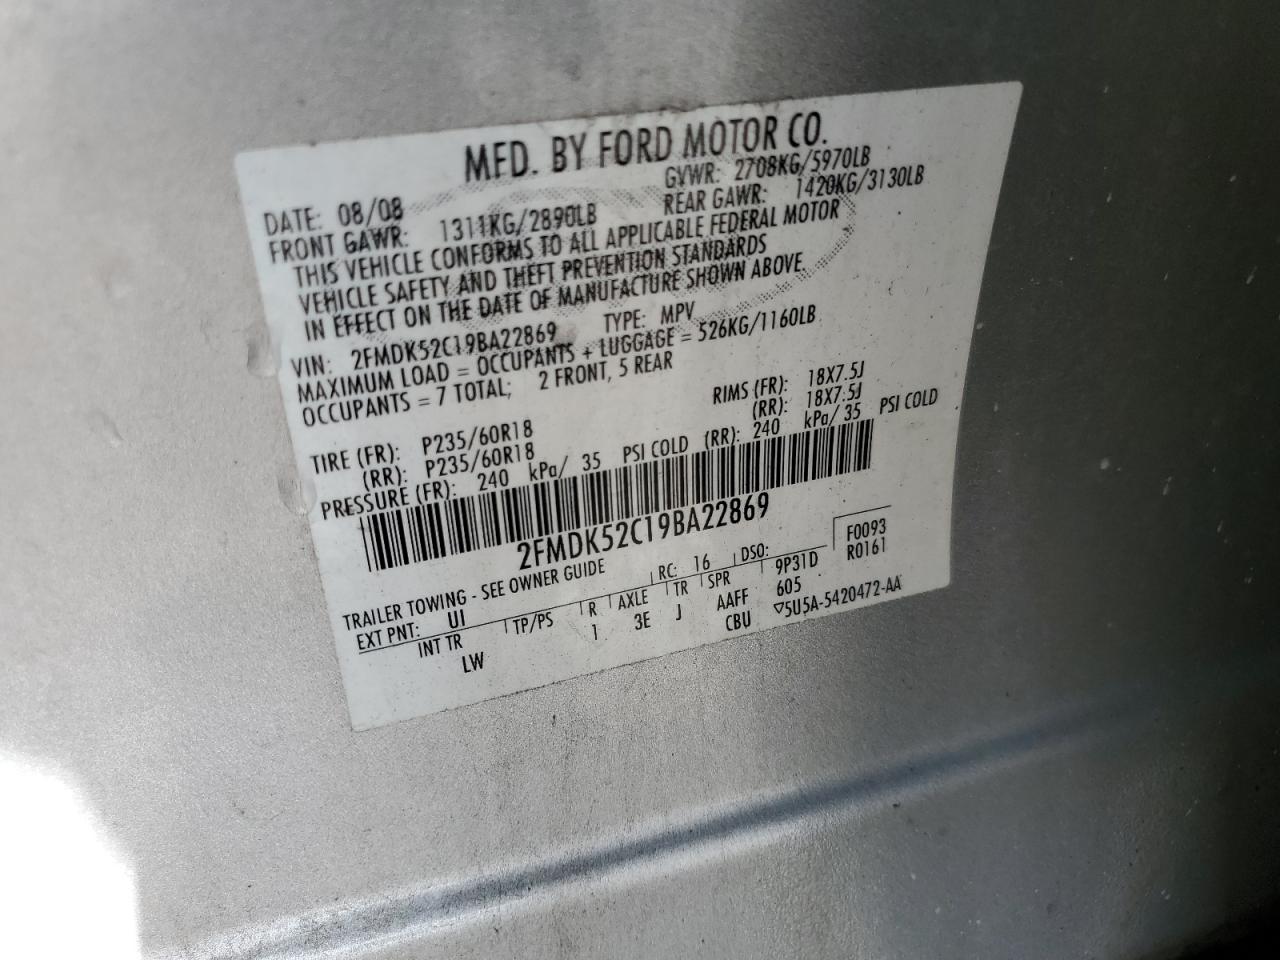 MFD. BY FORD MOTOR CO.
DATE: 08/08 GVWR: 2708KG/5970LB
FRONT GAWR: 1311KG/2890LB REAR GAWR: 1420KG/3130LB
THIS VEHICLE CONFORMS TO ALL APPLICABLE FEDERAL MOTOR
VEHICLE SAFETY AND THEFT PREVENTION STANDARDS
IN EFFECT ON THE DATE OF MANUFACTURE SHOWN ABOVE
VIN: 2FMDK52C19BA22869 TYPE: MPV
MAXIMUM LOAD = OCCUPANTS + LUGGAGE = 526KG/1160LB
OCCUPANTS = 7 TOTAL; 2 FRONT, 5 REAR
TIRE (FR): P235/60R18 RIMS (FR): 18X7.5J
(RR): P235/60R18 (RR): 18X7.5J
PRESSURE (FR): 240 kPa/ 35 PSI COLD (RR): 240 kPa/ 35 PSI COLD
2FMDK52C19BA22869
TRAILER TOWING - SEE OWNER GUIDE F0093
EXT PNT: UI RC: 16 DSO: R0161
INT TR TP/PS R AXLE TR SPR 9P31D
LW 1 3E J AAFF 605
CBU ▽5U5A-5420472-AA